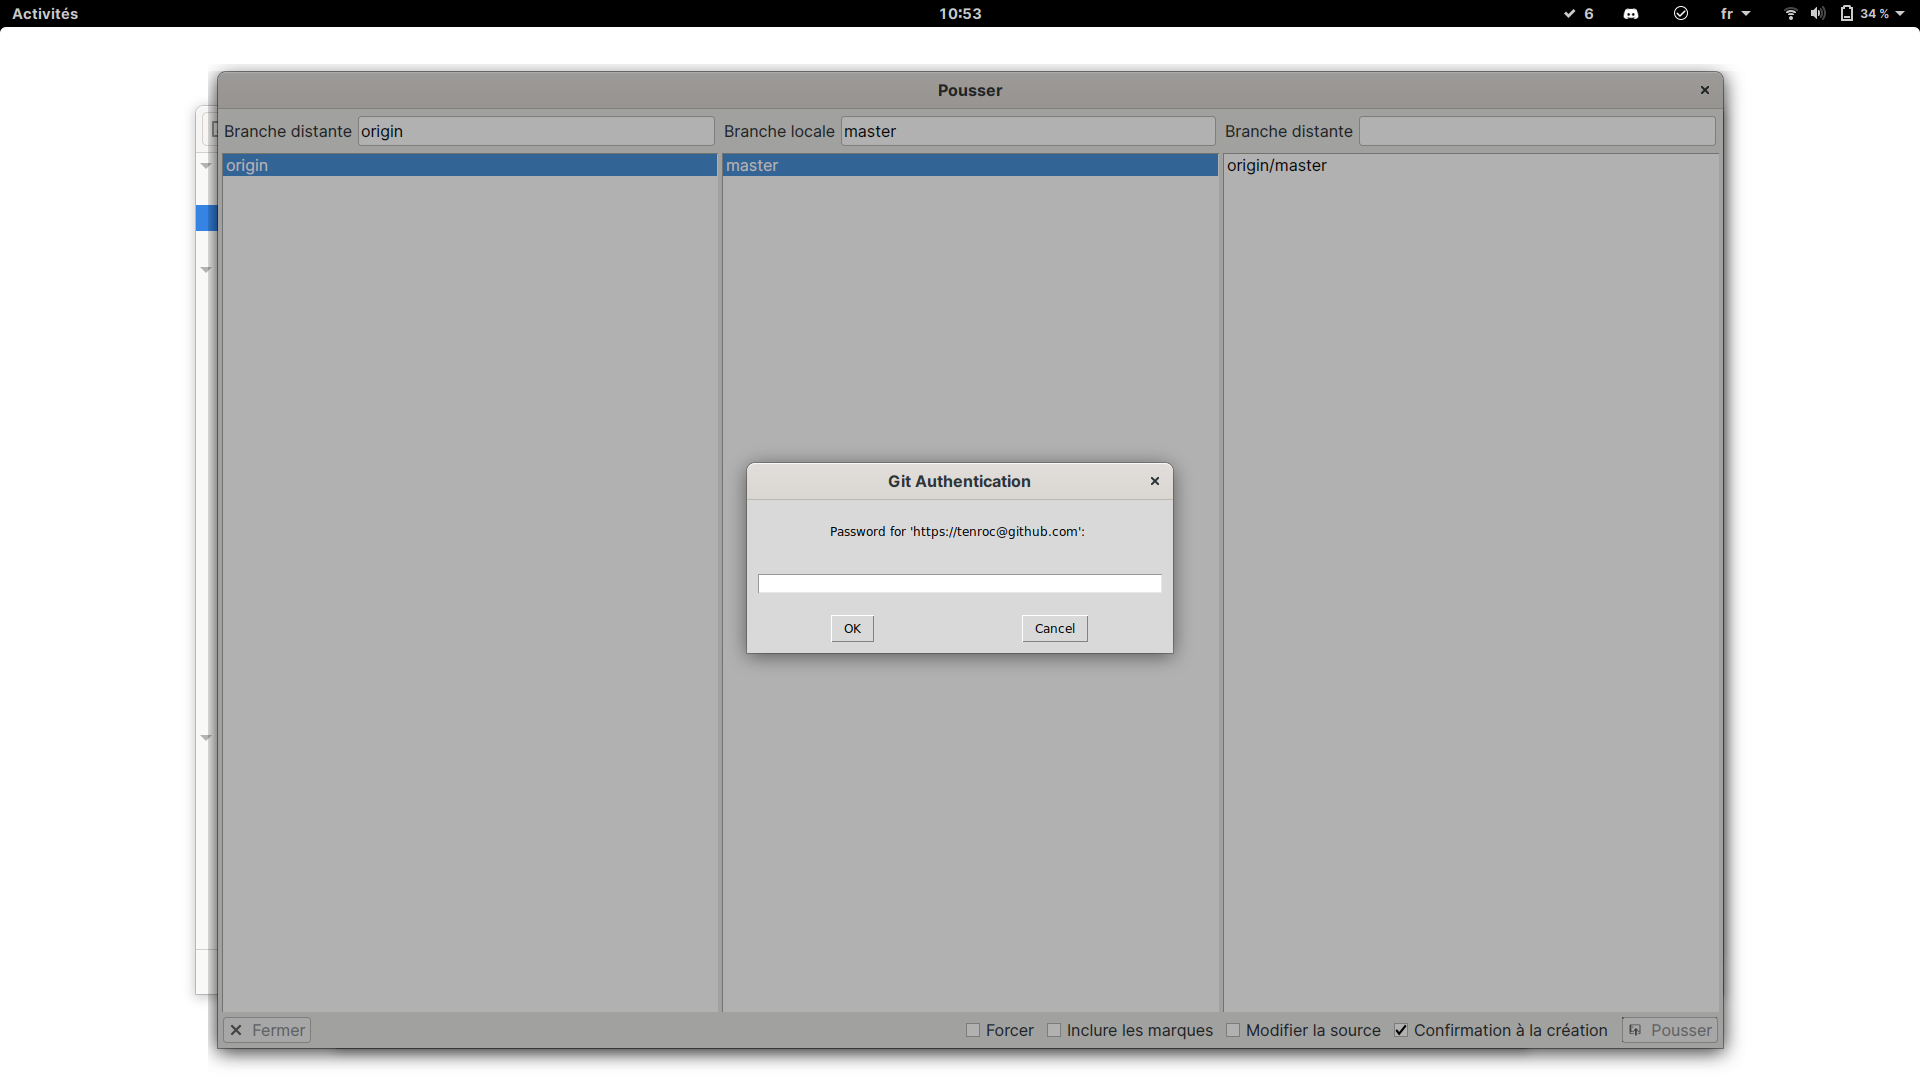 Activités 10:53 6 fr 34 %
Pousser
Branche distante origin Branche locale master Branche distante
origin master origin/master
Git Authentication
Password for 'https://tenroc@github.com':
OK Cancel
Fermer Forcer Inclure les marques Modifier la source Confirmation à la création Pousser